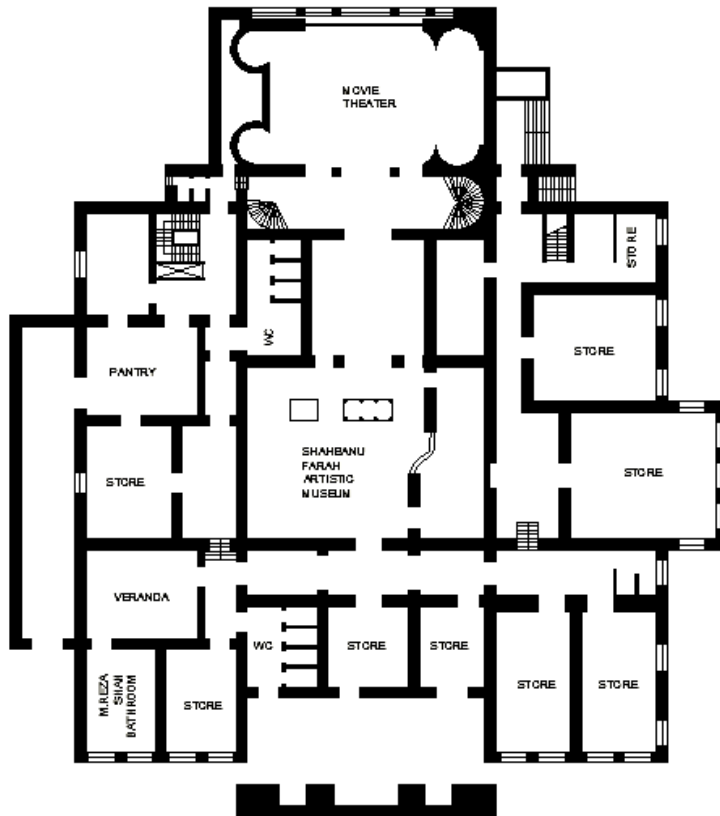 MOVIE
THEATER
STORE
WC
STORE
PANTRY
SHAHBANU
FARAH
ARTISTIC
MUSEUM
STORE
STORE
VERANDA
WC
STORE
STORE
M.REZA
SHAH
BATHROOM
STORE
STORE
STORE